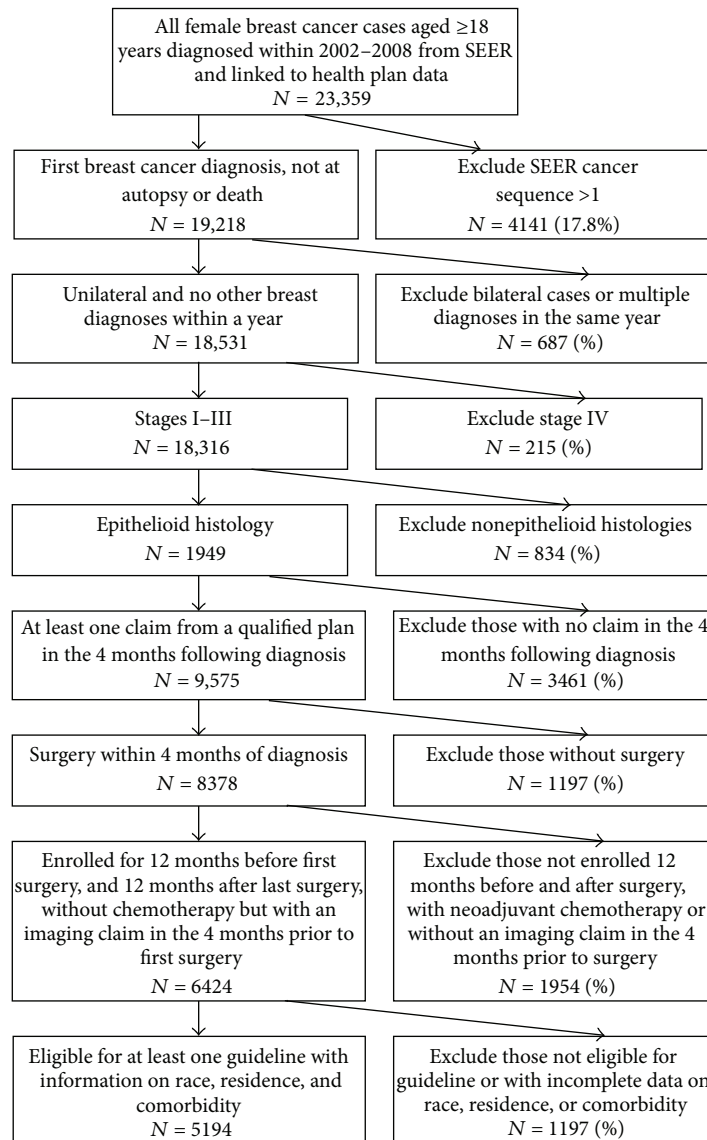 All female breast cancer cases aged ≥18
years diagnosed within 2002–2008 from SEER
and linked to health plan data
N = 23,359
First breast cancer diagnosis, not at
autopsy or death
N = 19,218
Exclude SEER cancer
sequence >1
N = 4141 (17.8%)
Unilateral and no other breast
diagnoses within a year
N = 18,531
Exclude bilateral cases or multiple
diagnoses in the same year
N = 687 (%)
Stages I–III
N = 18,316
Exclude stage IV
N = 215 (%)
Epithelioid histology
N = 1949
Exclude nonepithelioid histologies
N = 834 (%)
At least one claim from a qualified plan
in the 4 months following diagnosis
N = 9,575
Exclude those with no claim in the 4
months following diagnosis
N = 3461 (%)
Surgery within 4 months of diagnosis
N = 8378
Exclude those without surgery
N = 1197 (%)
Enrolled for 12 months before first
surgery, and 12 months after last surgery,
without chemotherapy but with an
imaging claim in the 4 months prior to
first surgery
N = 6424
Exclude those not enrolled 12
months before and after surgery,
with neoadjuvant chemotherapy or
without an imaging claim in the 4
months prior to surgery
N = 1954 (%)
Eligible for at least one guideline with
information on race, residence, and
comorbidity
N = 5194
Exclude those not eligible for
guideline or with incomplete data on
race, residence, or comorbidity
N = 1197 (%)